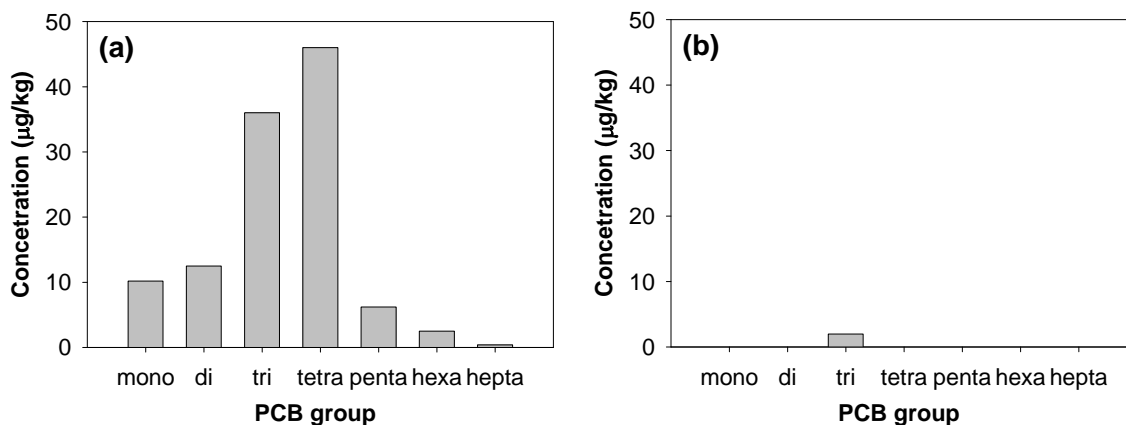 (a)
Concetration (µg/kg)
50
40
30
20
10
0
mono di tri tetra penta hexa hepta
PCB group
(b)
Concetration (µg/kg)
50
40
30
20
10
0
mono di tri tetra penta hexa hepta
PCB group